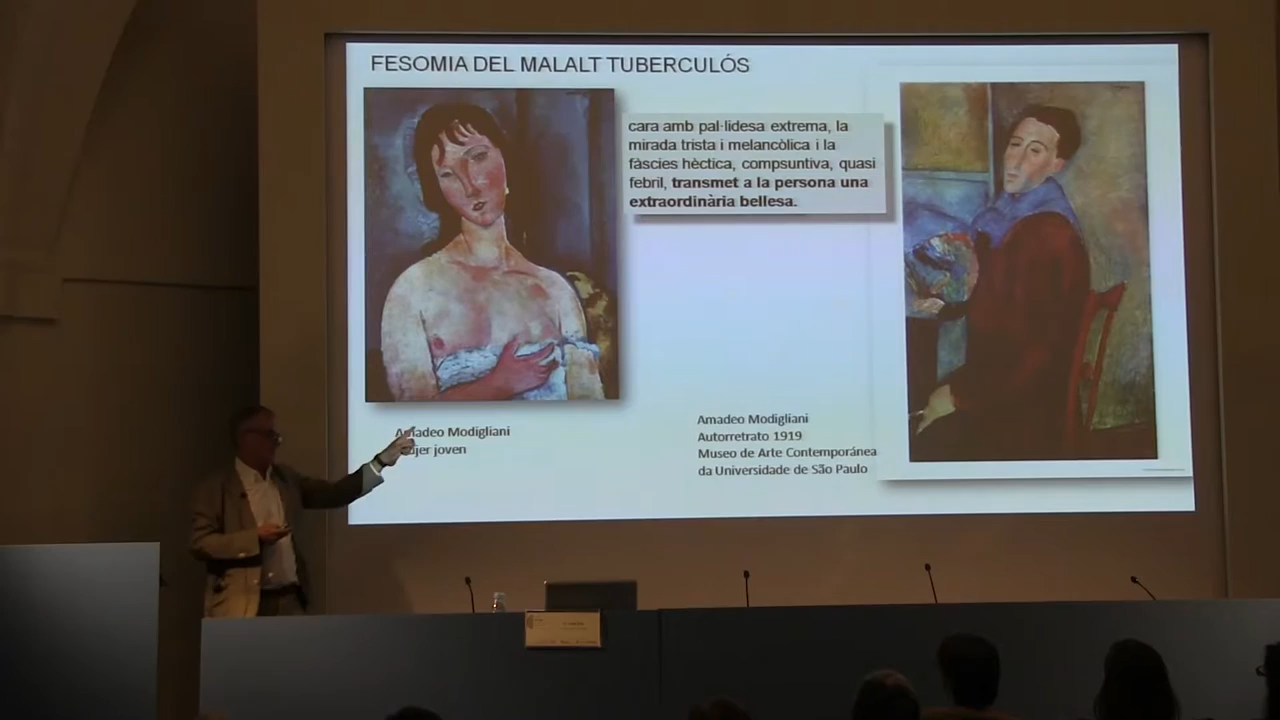 FESOMIA DEL MALALT TUBERCULÓS
cara amb pal·lidesa extrema, la
mirada trista i melancòlica i la
fàscies hèctica, compsuntiva, quasi
febril, transmet a la persona una
extraordinària bellesa.
Amadeo Modigliani
Mujer joven
Amadeo Modigliani
Autorretrato 1919
Museo de Arte Contemporánea
da Universidade de São Paulo